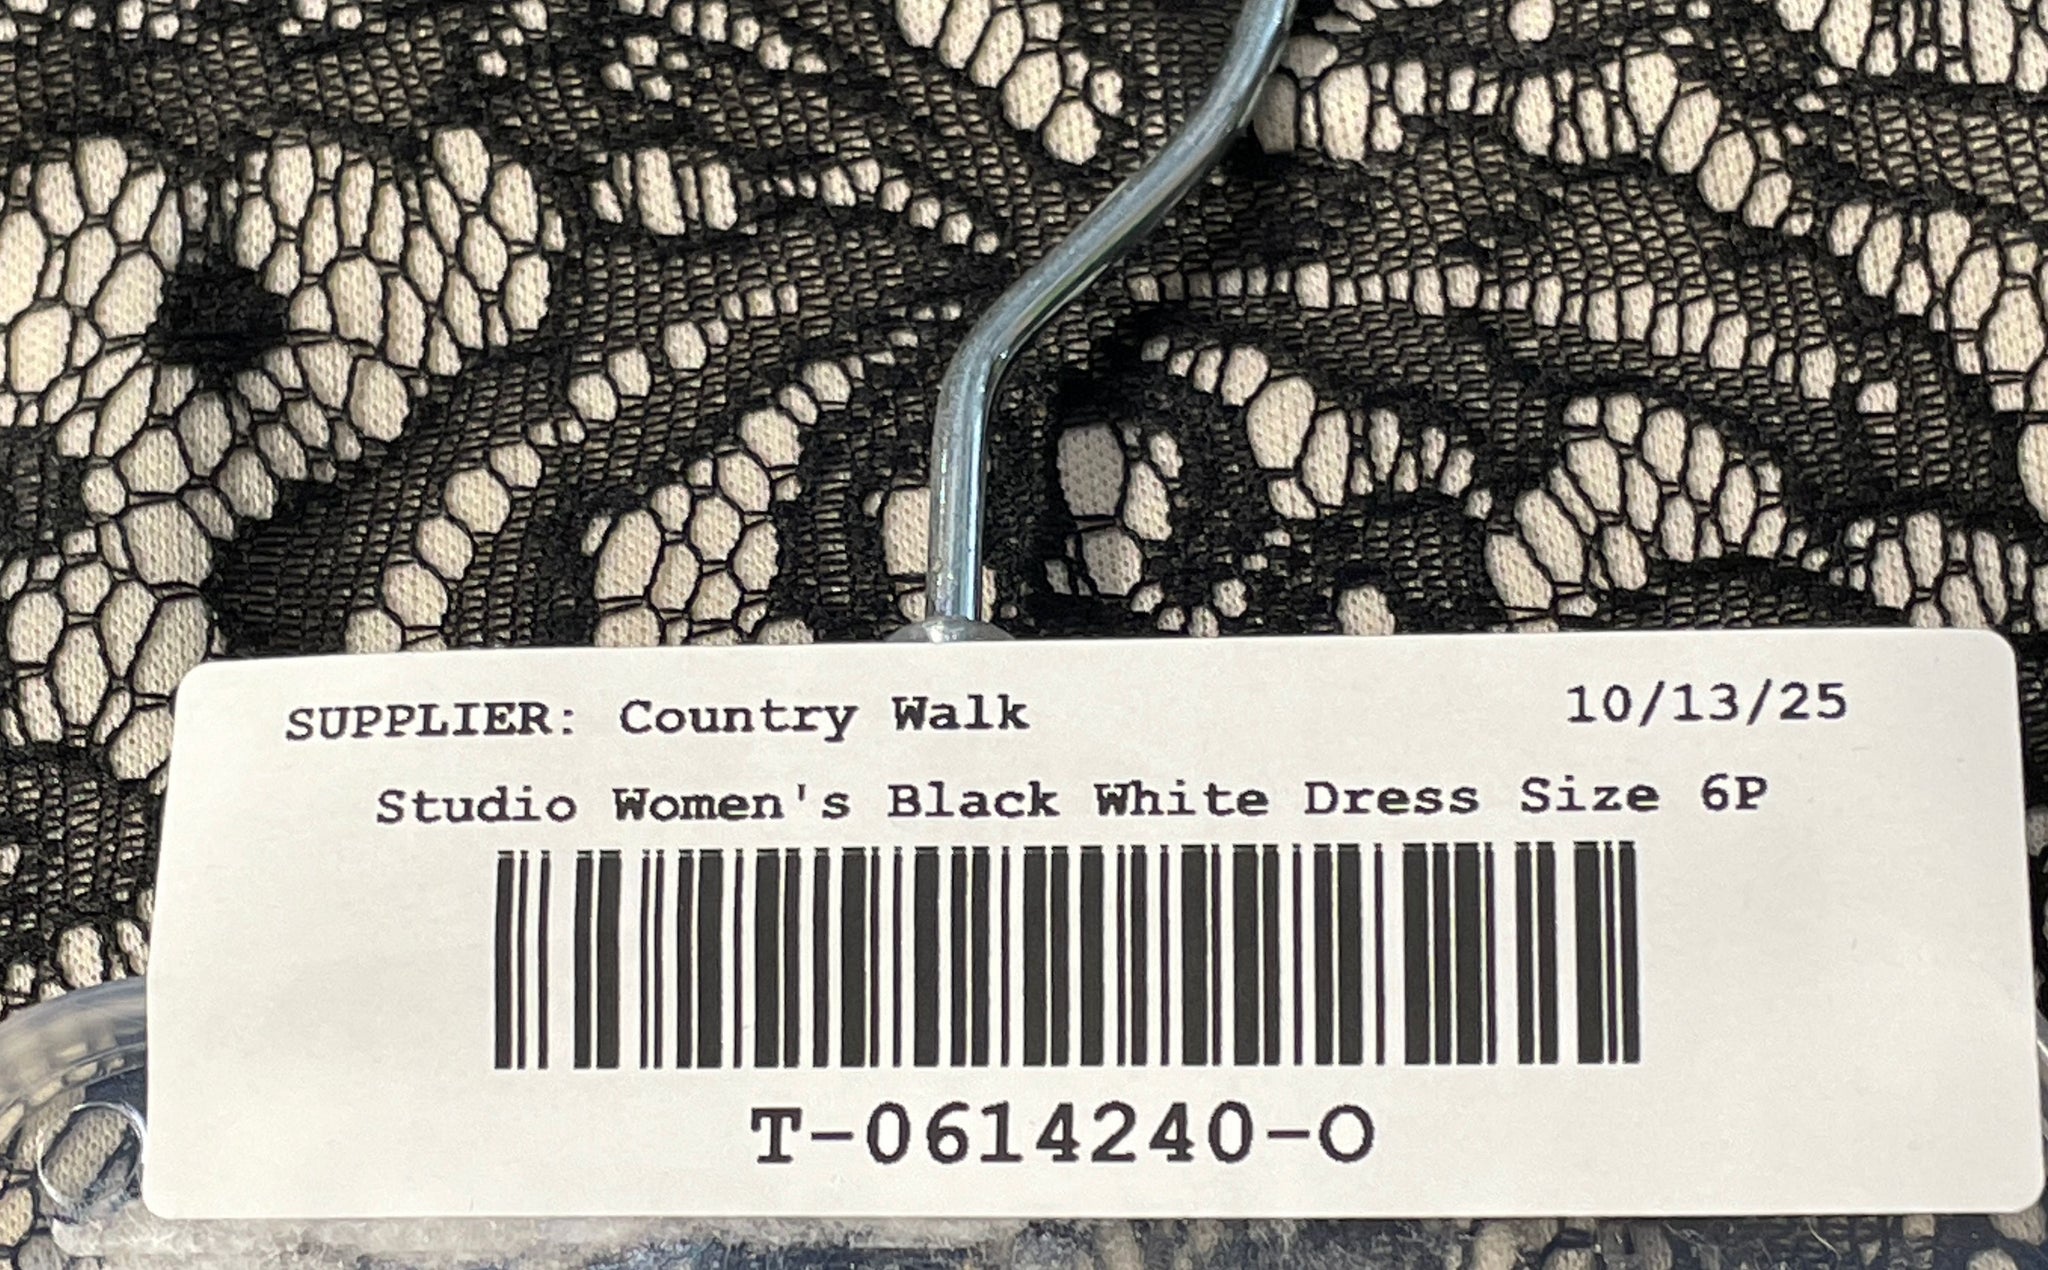 SUPPLIER: Country Walk 10/13/25
Studio Women's Black White Dress Size 6P
T-0614240-O